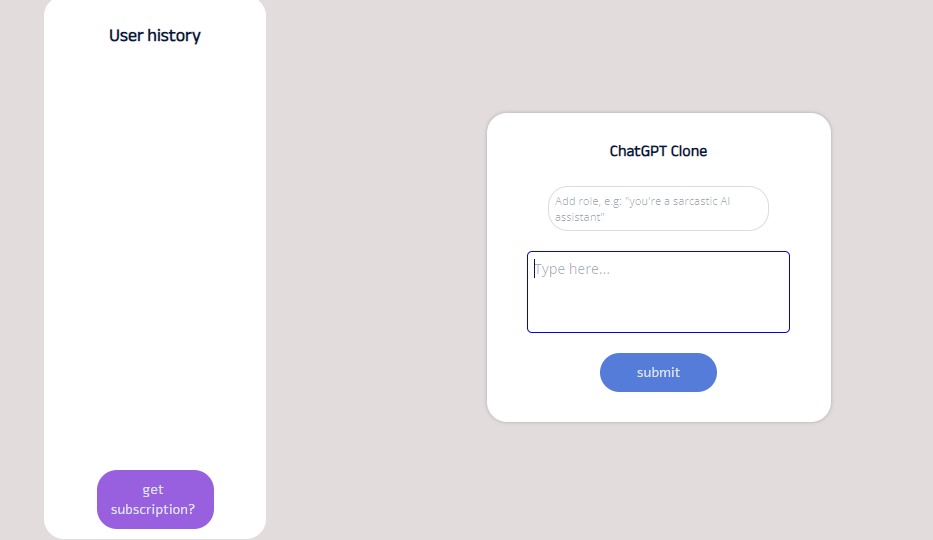 User history
get
subscription?
ChatGPT Clone
Add role, e.g: "you're a sarcastic AI
assistant"
Type here...
submit